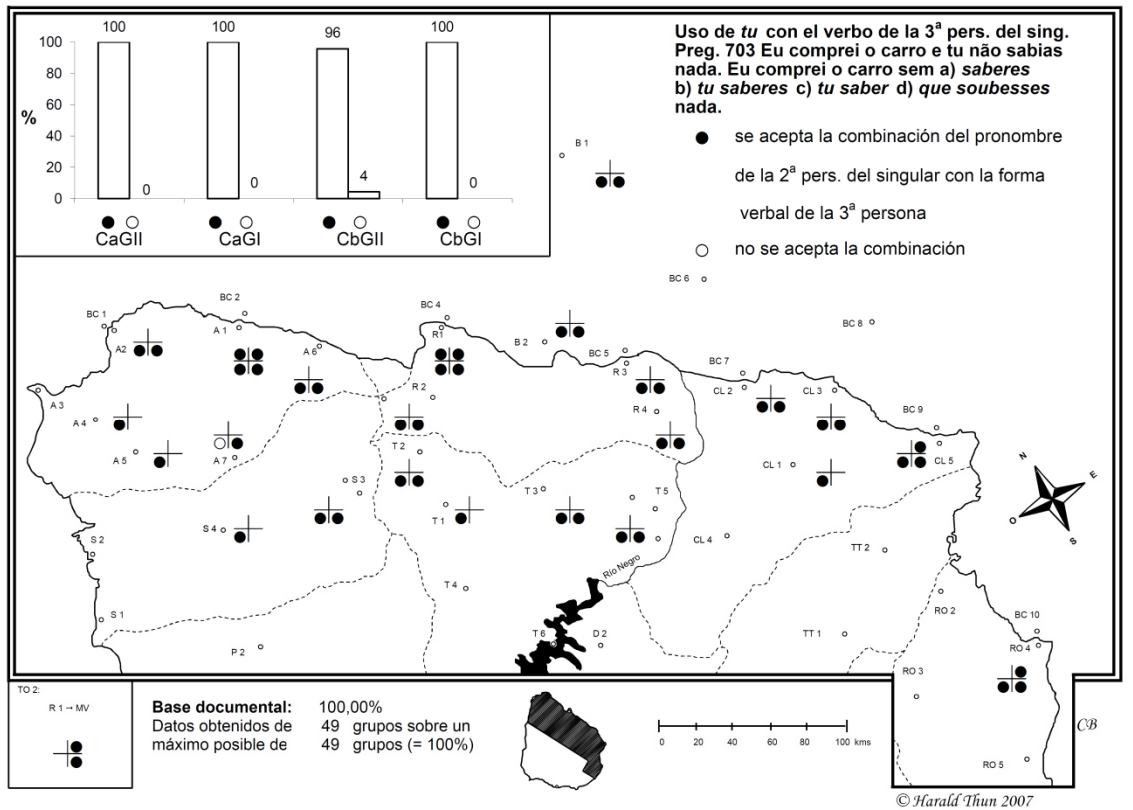 100
100
96
100
100
80
60
40
20
0
%
0
0
4
0
CaGII
CaGI
CbGII
CbGI
Uso de tu con el verbo de la 3ª pers. del sing.
Preg. 703 Eu comprei o carro e tu não sabias
nada. Eu comprei o carro sem a) saberes
b) tu saberes c) tu saber d) que soubesses
nada.
se acepta la combinación del pronombre
de la 2ª pers. del singular con la forma
verbal de la 3ª persona
no se acepta la combinación
B 1
BC 6
BC 1
BC 2
BC 4
BC 8
A2
A 1
R1
A 6
B 2
BC 5
R 3
BC 7
CL 2
CL 3
A 3
R 2
A 4
R 4
BC 9
A 5
A 7
T 2
CL 1
CL 5
S 3
N
E
T 3
T 5
T 1
O
S
S 4
CL 4
S 2
TT 2
Río Negro
T 4
RO 2
S 1
P 2
T 6
D 2
TT 1
BC 10
RO 4
RO 3
RO 5
TO 2:
R 1 → MV
Base documental: 100,00%
Datos obtenidos de 49 grupos sobre un
máximo posible de 49 grupos (= 100%)
0 20 40 60 80 100 kms
CB
© Harald Thun 2007